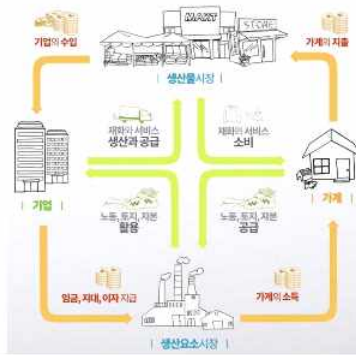 MART
STORE
기업의 수입
가계의 지출
생산물시장
재화와 서비스
생산과 공급
재화와 서비스
소비
기업
가계
노동, 토지, 자본
활용
노동, 토지, 자본
공급
임금, 지대, 이자 지급
가계의 소득
생산요소시장